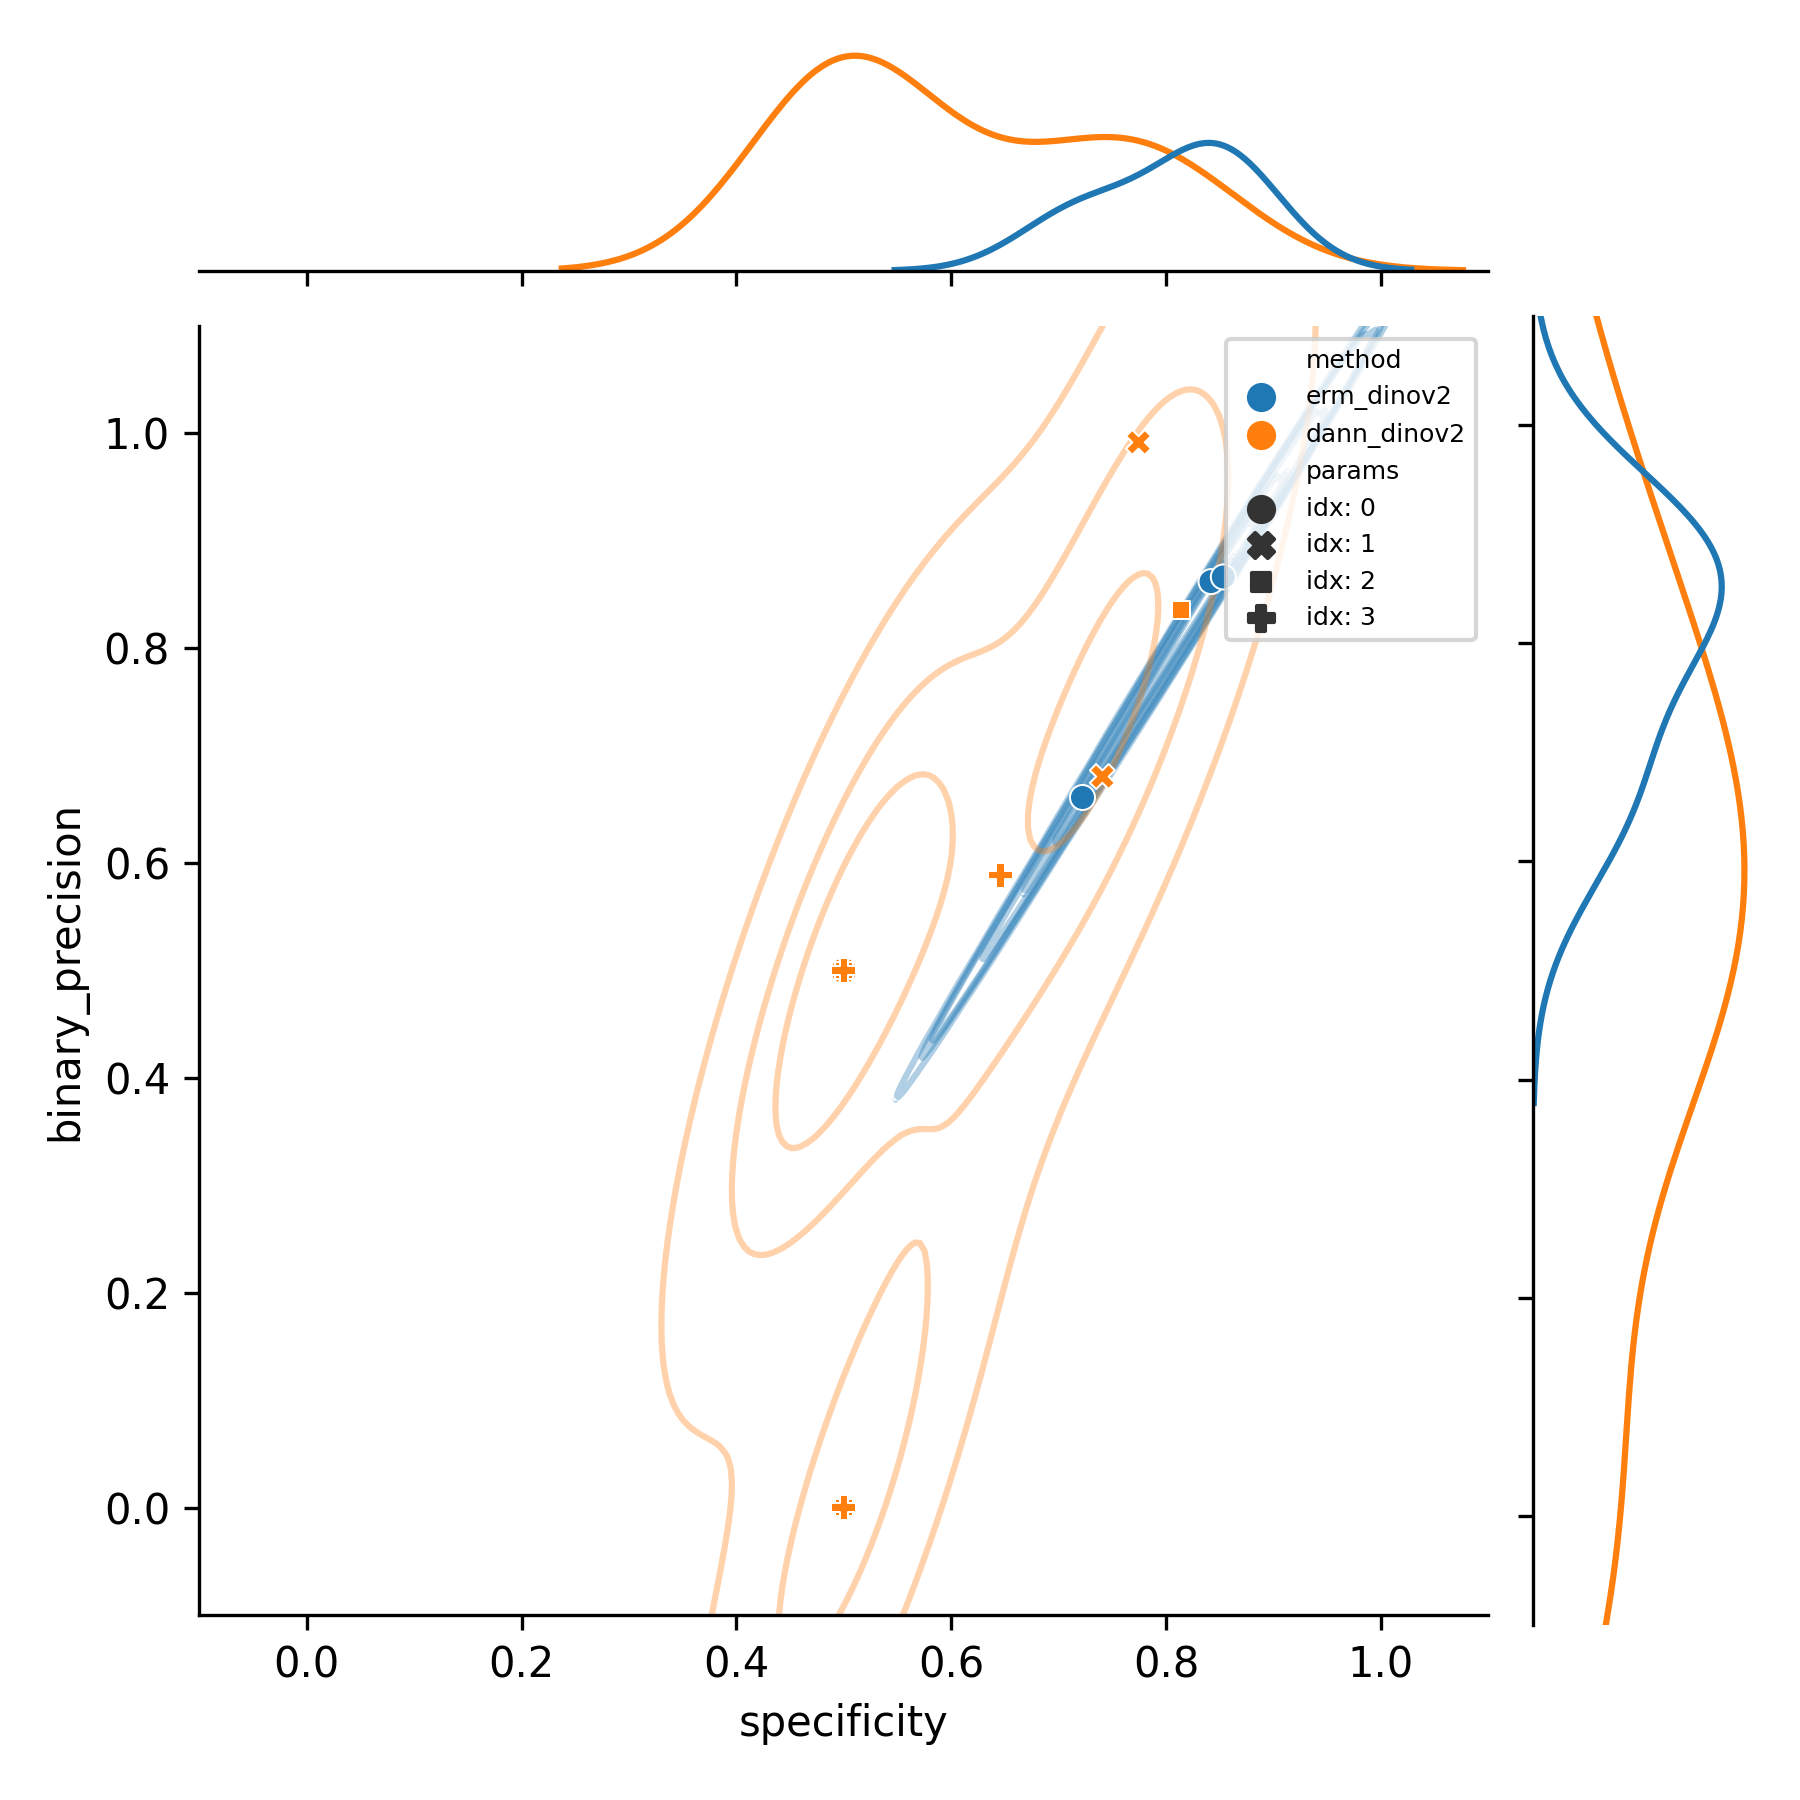 method
erm_dinov2
dann_dinov2
params
idx: 0
idx: 1
idx: 2
idx: 3
1.0
0.8
0.6
0.4
0.2
0.0
binary_precision
0.0 0.2 0.4 0.6 0.8 1.0
specificity